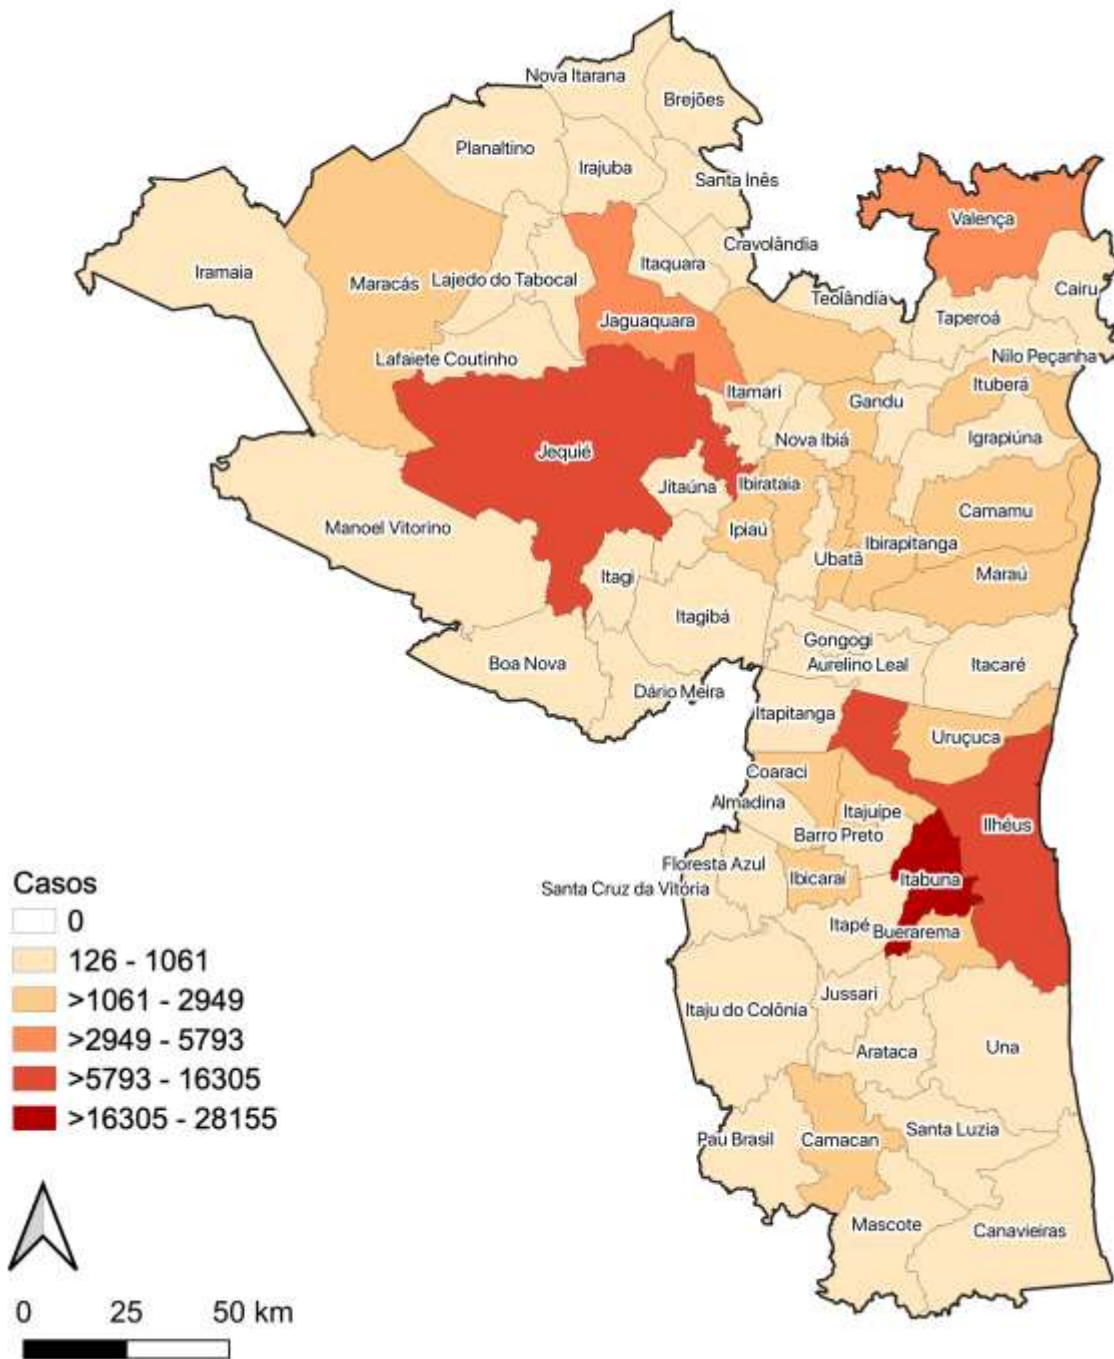 Nova Itarana
Brejões
Planaltino
Irajuba
Santa Inês
Valença
Cravolândia
Iramaia
Maracás
Lajedo do Tabocal
Itaquara
Teolândia
Cairu
Taperoá
Jaguaquara
Lafaiete Coutinho
Nilo Peçanha
Ituberá
Itamari
Gandu
Nova Ibiá
Igrapiúna
Jequié
Jitaúna
Ibirataia
Camamu
Manoel Vitorino
Ipiaú
Ibirapitanga
Ubatã
Maraú
Itagi
Itagibá
Gongogi
Boa Nova
Aurelino Leal
Itacaré
Dário Meira
Itapitanga
Uruçuca
Coaraci
Almadina
Itajuípe
Ilhéus
Barro Preto
Floresta Azul
Santa Cruz da Vitória
Ibicaraí
Itabuna
Itapé
Buerarema
Jussari
Itaju do Colônia
Arataca
Una
Pau Brasil
Camacan
Santa Luzia
Mascote
Canavieiras
Casos
0
126 - 1061
>1061 - 2949
>2949 - 5793
>5793 - 16305
>16305 - 28155
0 25 50 km